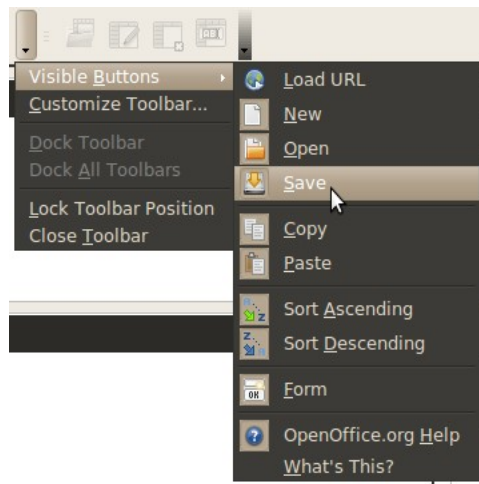 Visible Buttons
Customize Toolbar...
Dock Toolbar
Dock All Toolbars
Lock Toolbar Position
Close Toolbar
Load URL
New
Open
Save
Copy
Paste
Sort Ascending
Sort Descending
Form
OpenOffice.org Help
What's This?